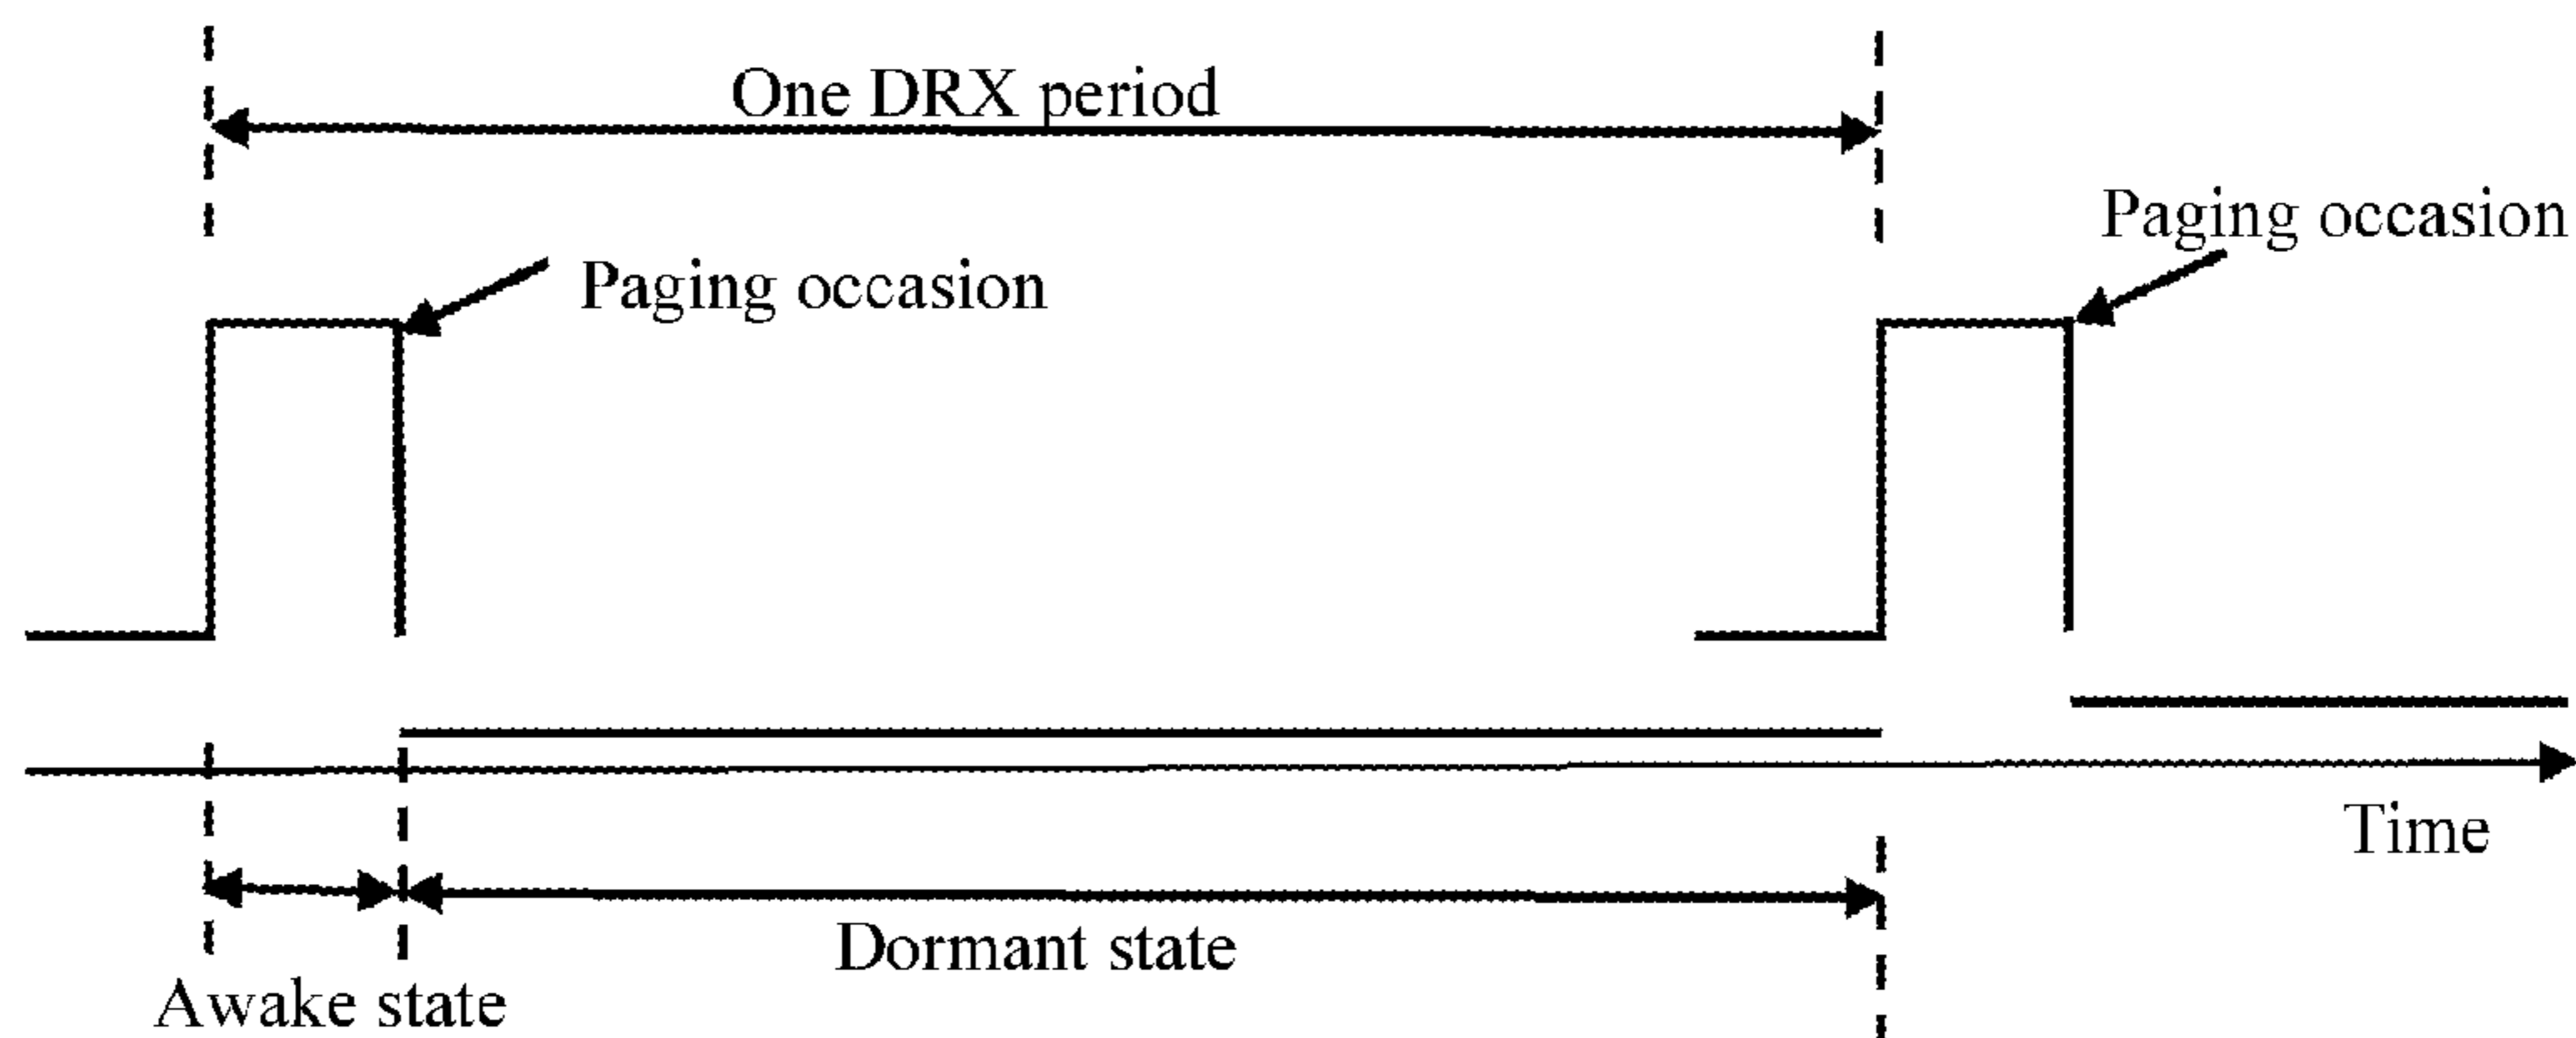 One DRX period
Paging occasion
Paging occasion
Time
Dormant state
Awake state